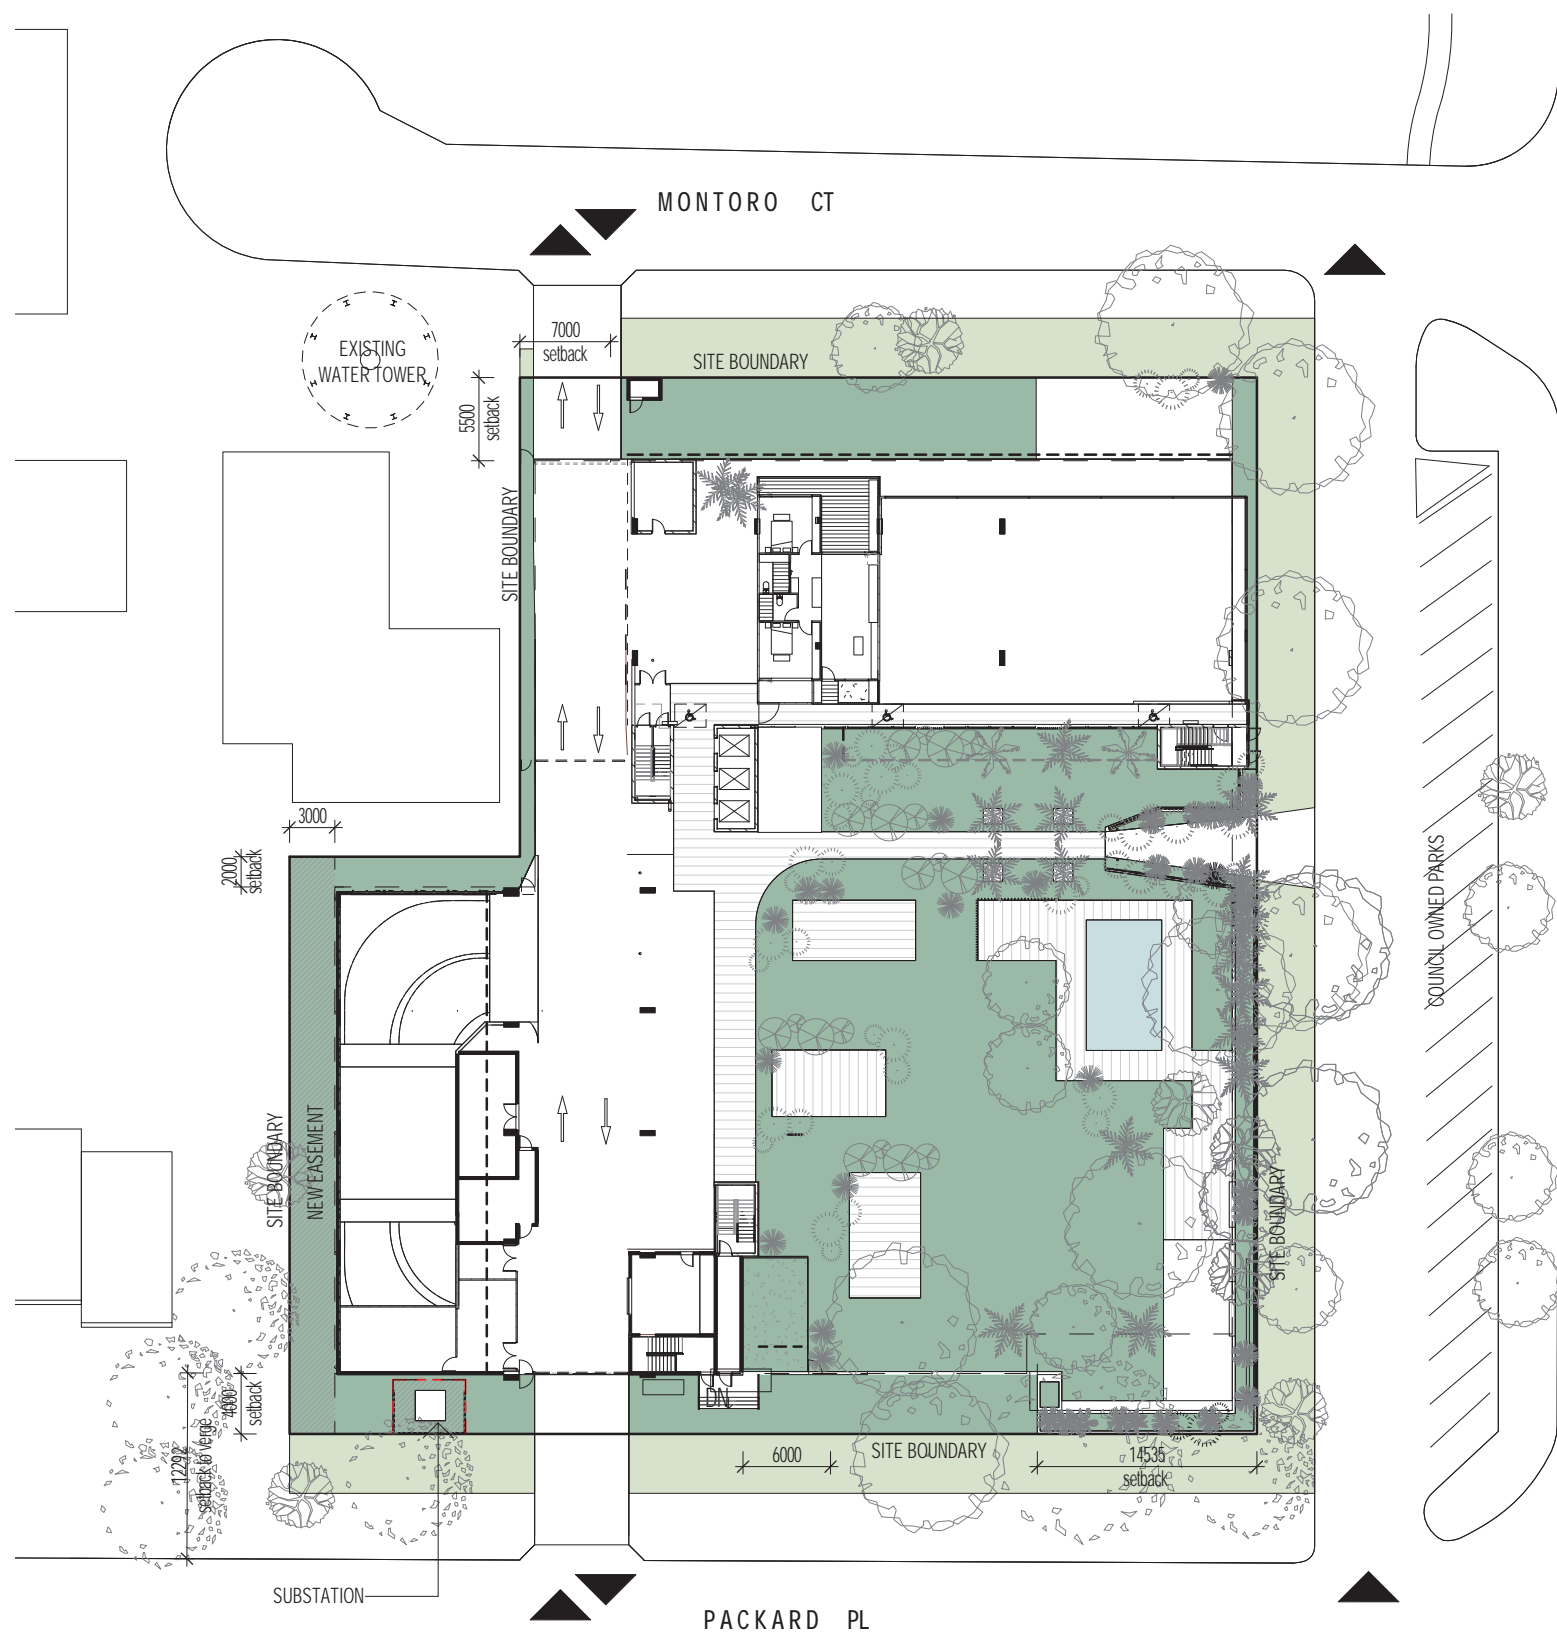 MONTORO CT
7000
setback
EXISTING
WATER TOWER
SITE BOUNDARY
5500
setback
SITE BOUNDARY
3000
2000
setback
COUNCIL OWNED PARKS
SITE BOUNDARY
NEW EASEMENT
SITE BOUNDARY
4000
setback
DN
12292
setback to verge
6000
SITE BOUNDARY
14535
setback
SUBSTATION
PACKARD PL